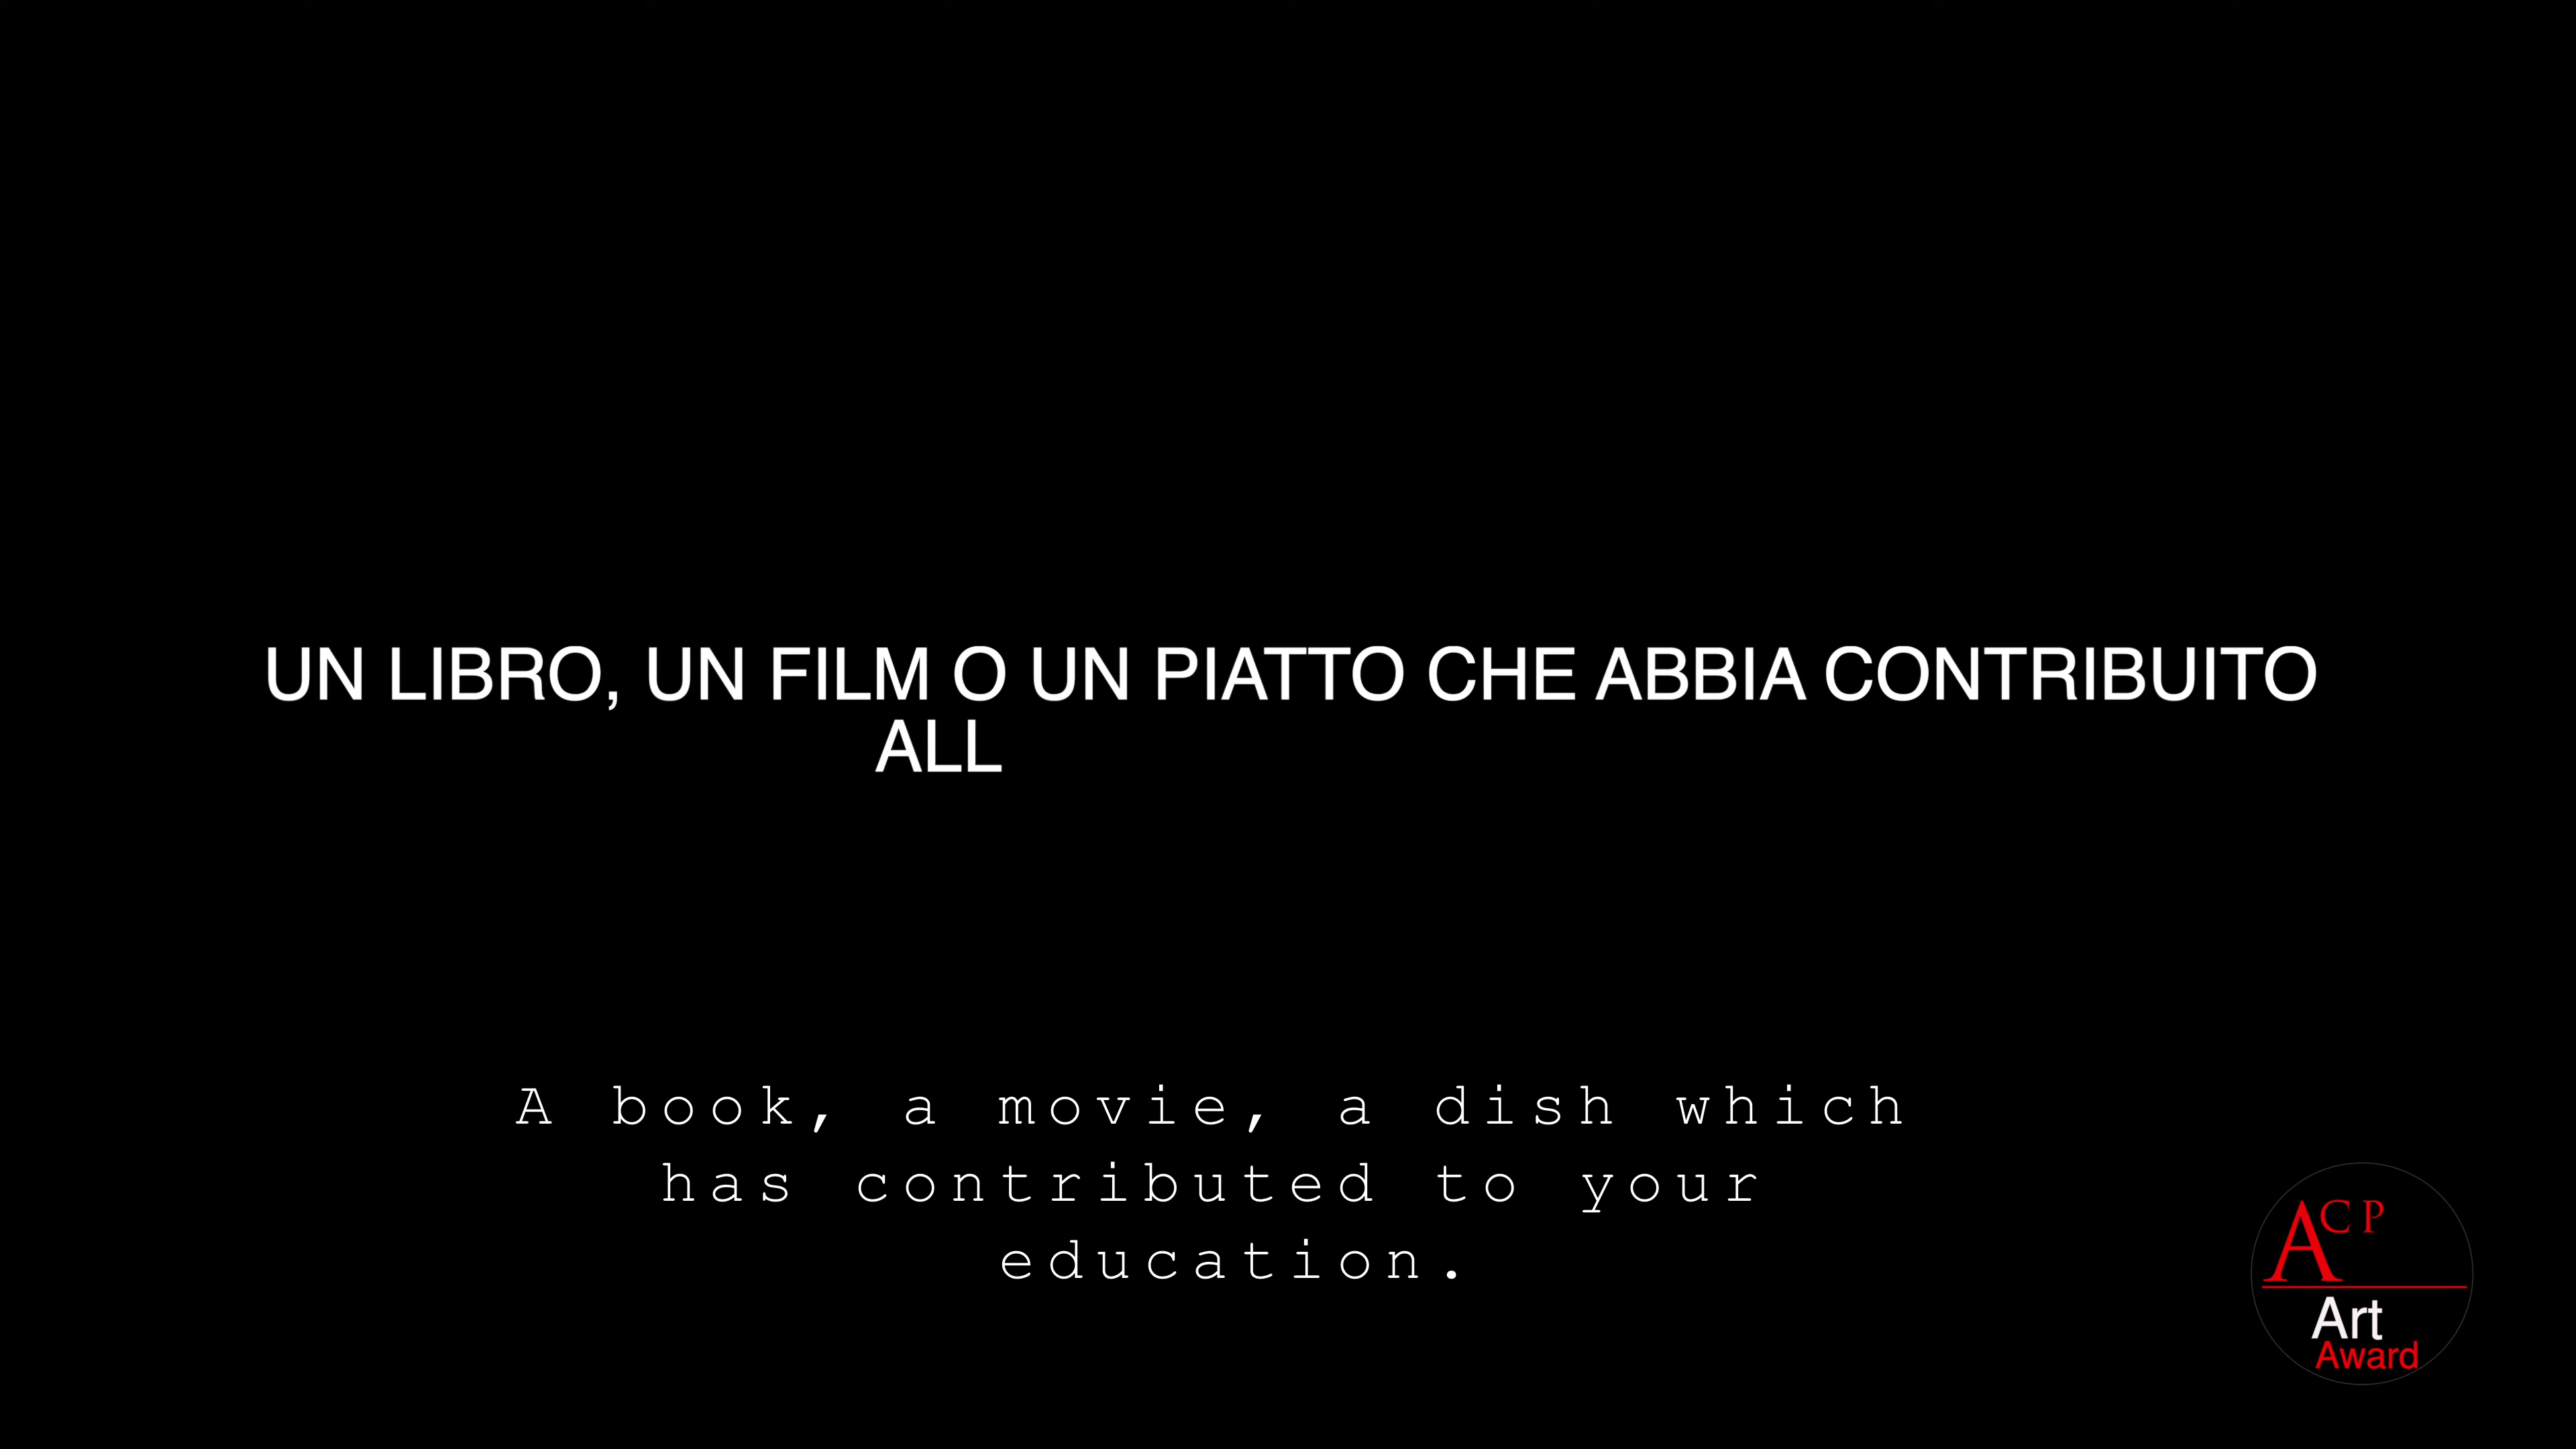 UN LIBRO, UN FILM O UN PIATTO CHE ABBIA CONTRIBUITO
ALL
A book, a movie, a dish which
has contributed to your
education.
ACP
Art
Award